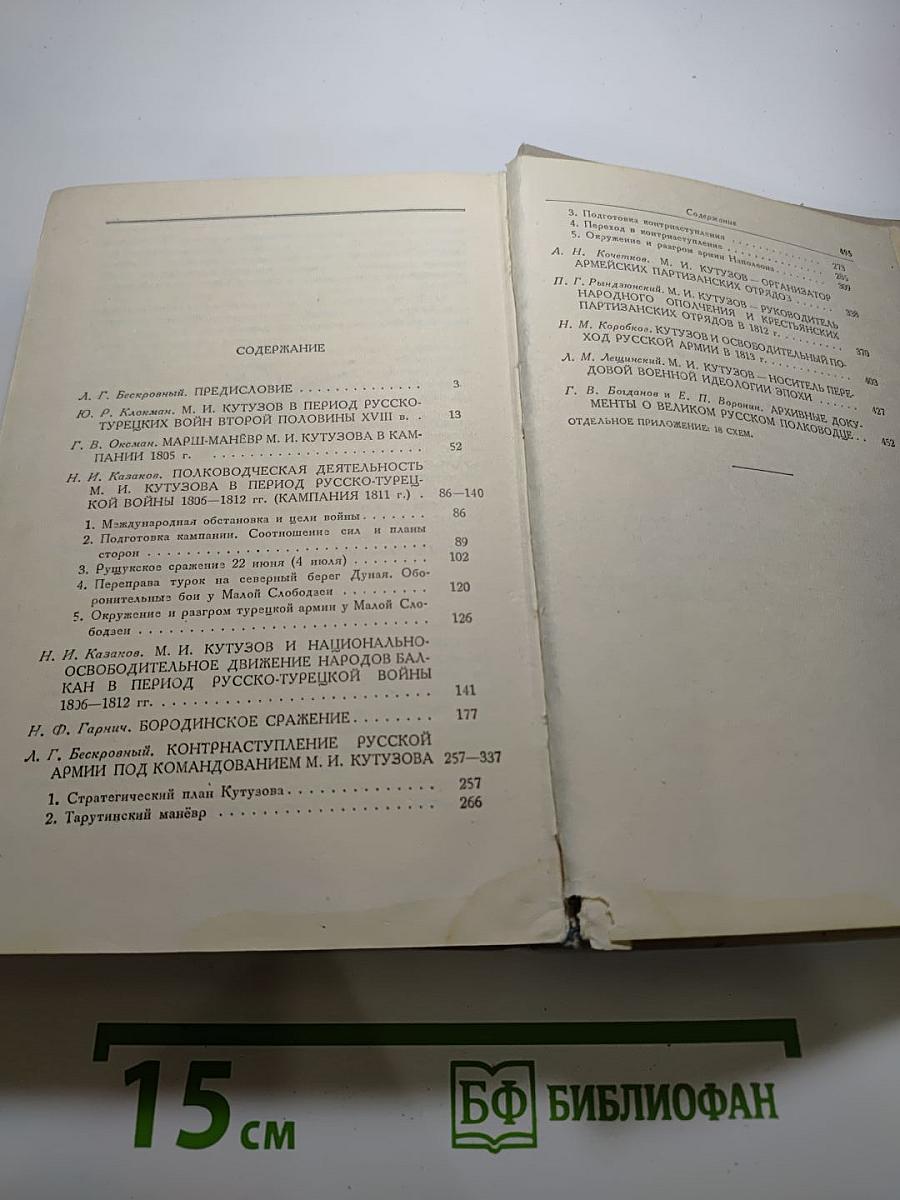 СОДЕРЖАНИЕ
Л. Г. Бескровный. ПРЕДИСЛОВИЕ . . . . . . . . . . . . . . 3
Ю. Р. Клокман. М. И. КУТУЗОВ В ПЕРИОД РУССКО-
ТУРЕЦКИХ ВОЙН ВТОРОЙ ПОЛОВИНЫ XVIII в. . 13
Г. В. Оксман. МАРШ-МАНЁВР М. И. КУТУЗОВА В КАМ-
ПАНИИ 1805 г. . . . . . . . . . . . . . . . . . . . . . 52
Н. И. Казаков. ПОЛКОВОДЧЕСКАЯ ДЕЯТЕЛЬНОСТЬ
М. И. КУТУЗОВА В ПЕРИОД РУССКО-ТУРЕЦ-
КОЙ ВОЙНЫ 1806—1812 гг. (КАМПАНИЯ 1811 г.) . 86—140
1. Международная обстановка и цели войны . . . . . . . 86
2. Подготовка кампании. Соотношение сил и планы
сторон . . . . . . . . . . . . . . . . . . . . . . . . . . . 89
3. Рущукское сражение 22 июня (4 июля) . . . . . . . . 102
4. Переправа турок на северный берег Дуная. Обо-
ронительные бои у Малой Слободзеи . . . . . . . . . 120
5. Окружение и разгром турецкой армии у Малой Сло-
бодзеи . . . . . . . . . . . . . . . . . . . . . . . . . . . . 126
Н. И. Казаков. М. И. КУТУЗОВ И НАЦИОНАЛЬНО-
ОСВОБОДИТЕЛЬНОЕ ДВИЖЕНИЕ НАРОДОВ БАЛ-
КАН В ПЕРИОД РУССКО-ТУРЕЦКОЙ ВОЙНЫ
1806—1812 гг. . . . . . . . . . . . . . . . . . . . . . . . . . 141
Н. Ф. Гарнич. БОРОДИНСКОЕ СРАЖЕНИЕ . . . . . . . . 177
Л. Г. Бескровный. КОНТРНАСТУПЛЕНИЕ РУССКОЙ
АРМИИ ПОД КОМАНДОВАНИЕМ М. И. КУТУЗОВА 257—337
1. Стратегический план Кутузова . . . . . . . . . . . . . . 257
2. Тарутинский манёвр . . . . . . . . . . . . . . . . . . . . . 266
Содержание 495
3. Подготовка контрнаступления . . . . . . . . . 273
4. Переход в контрнаступление . . . . . . . . . . 285
5. Окружение и разгром армии Наполеона . . . . . . 309
А. Н. Кочетков. М. И. КУТУЗОВ — ОРГАНИЗАТОР
АРМЕЙСКИХ ПАРТИЗАНСКИХ ОТРЯДОВ . . . . . . 338
П. Г. Рындзюнский. М. И. КУТУЗОВ — РУКОВОДИТЕЛЬ
НАРОДНОГО ОПОЛЧЕНИЯ И КРЕСТЬЯНСКИХ
ПАРТИЗАНСКИХ ОТРЯДОВ В 1812 г. . . . . . . . . 370
Н. М. Коробков. КУТУЗОВ И ОСВОБОДИТЕЛЬНЫЙ ПО-
ХОД РУССКОЙ АРМИИ В 1813 г. . . . . . . . . . . . 403
Л. М. Лещинский. М. И. КУТУЗОВ — НОСИТЕЛЬ ПЕРЕ-
ДОВОЙ ВОЕННОЙ ИДЕОЛОГИИ ЭПОХИ . . . . . . 427
Г. В. Богданов и Е. П. Воронин. АРХИВНЫЕ ДОКУ-
МЕНТЫ О ВЕЛИКОМ РУССКОМ ПОЛКОВОДЦЕ . . 452
ОТДЕЛЬНОЕ ПРИЛОЖЕНИЕ: 18 СХЕМ.
15 см
БФ БИБЛИОФАН